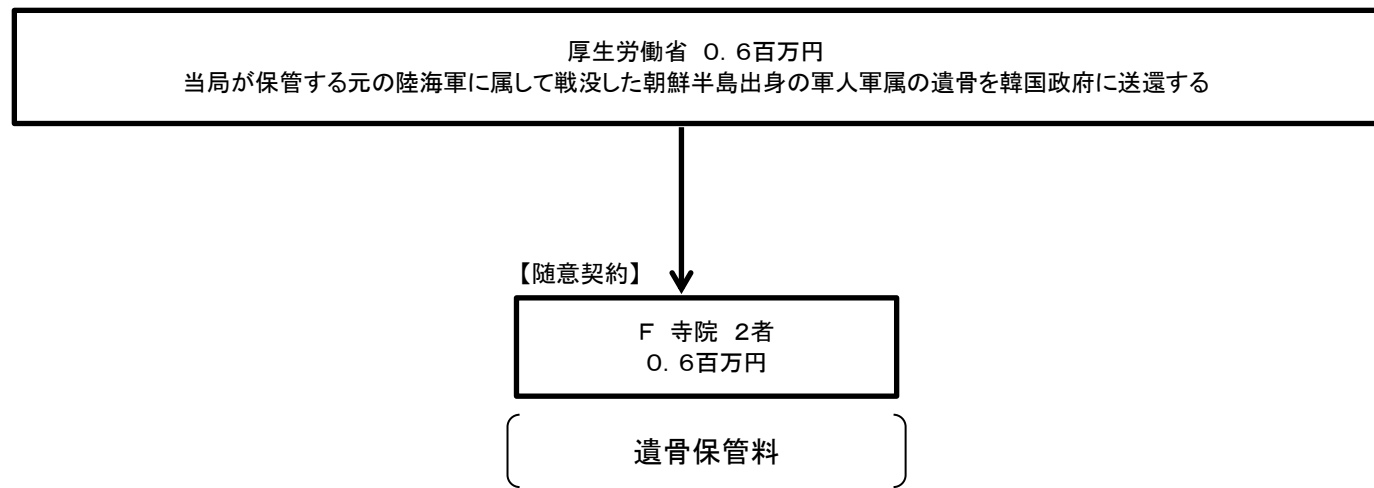 厚生労働省 ０．６百万円
当局が保管する元の陸海軍に属して戦没した朝鮮半島出身の軍人軍属の遺骨を韓国政府に送還する
【随意契約】
Ｆ 寺院 ２者
０．６百万円
遺骨保管料